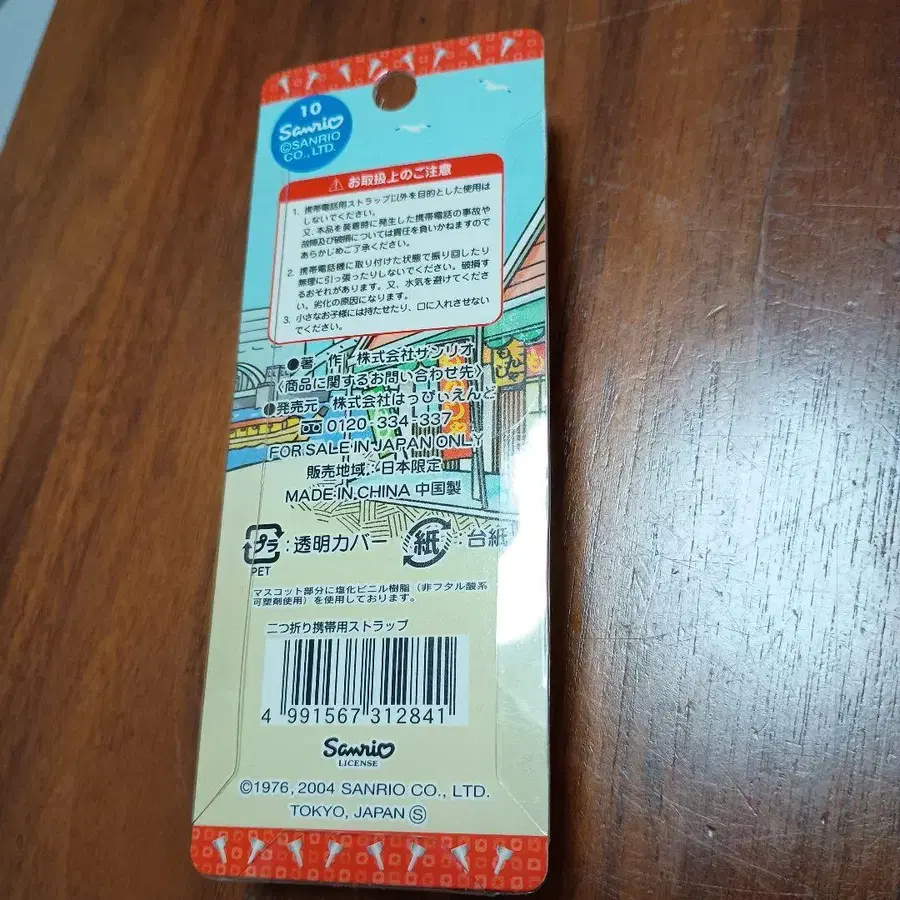 10
Sanrio
©SANRIO
CO., LTD.
⚠ お取扱上のご注意
1. 携帯電話用ストラップ以外を目的とした使用は
しないでください。
又、本品を装着時に発生した携帯電話の事故や
故障及び破損については責任を負いかねますので
あらかじめご了承ください。
2. 携帯電話機に取り付けた状態で振り回したり
無理に引っ張ったりしないでください。破損す
るおそれがあります。又、水気を避けてくださ
い。劣化の原因になります。
3. 小さなお子様には持たせたり、口に入れさせない
でください。
●著 作 株式会社サンリオ
〈商品に関するお問い合わせ先〉
●発売元 株式会社はっぴぃえんど
0120-334-337
FOR SALE IN JAPAN ONLY
販売地域:日本限定
MADE IN CHINA 中国製
プラ:透明カバー 紙:台紙
PET
マスコット部分に塩化ビニル樹脂(非フタル酸系
可塑剤使用)を使用しております。
二つ折り携帯用ストラップ
4 991567 312841
Sanrio
LICENSE
©1976, 2004 SANRIO CO., LTD.
TOKYO, JAPAN Ⓢ